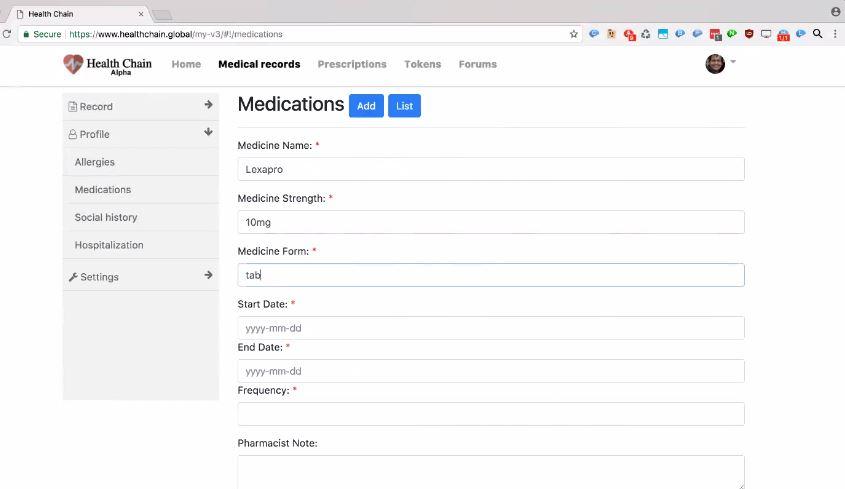 Health Chain
Secure https://www.healthchain.global/my-v3/#!/medications
Health Chain
Alpha
Home Medical records Prescriptions Tokens Forums
Record
Profile
Allergies
Medications
Social history
Hospitalization
Settings
Medications Add List
Medicine Name: *
Lexapro
Medicine Strength: *
10mg
Medicine Form: *
tab
Start Date: *
yyyy-mm-dd
End Date: *
yyyy-mm-dd
Frequency: *
Pharmacist Note: